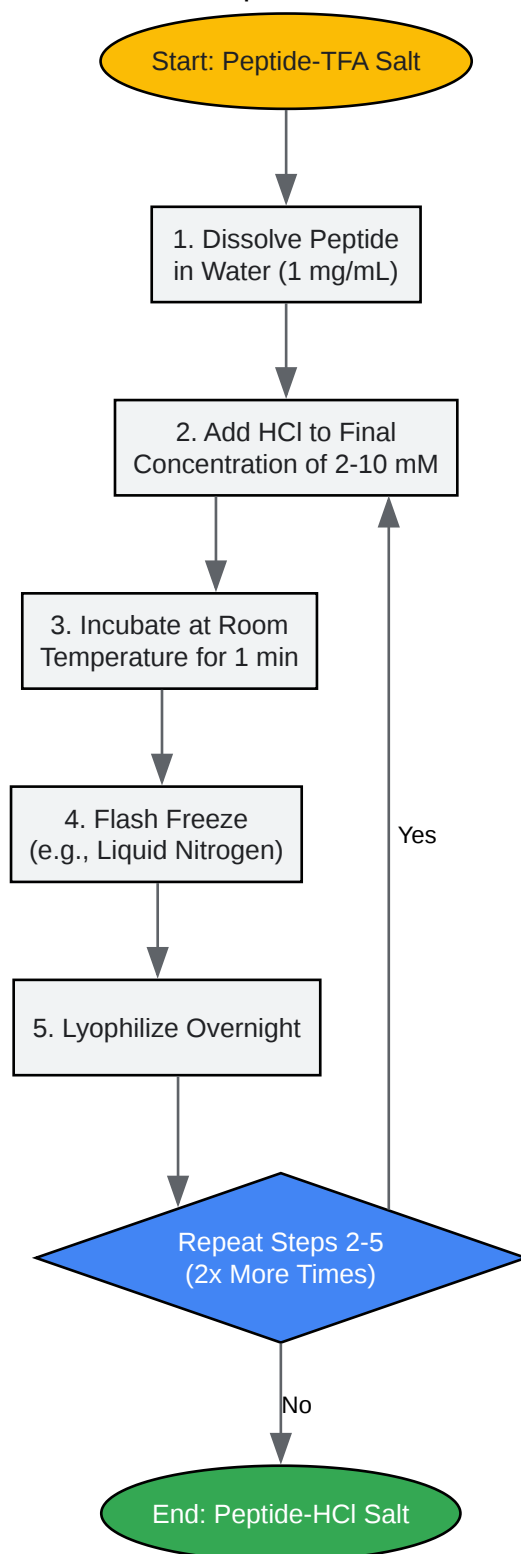 Start: Peptide-TFA Salt
1. Dissolve Peptide
in Water (1 mg/mL)
2. Add HCl to Final
Concentration of 2-10 mM
3. Incubate at Room
Temperature for 1 min
4. Flash Freeze
(e.g., Liquid Nitrogen)
Yes
5. Lyophilize Overnight
Repeat Steps 2-5
(2x More Times)
No
End: Peptide-HCl Salt